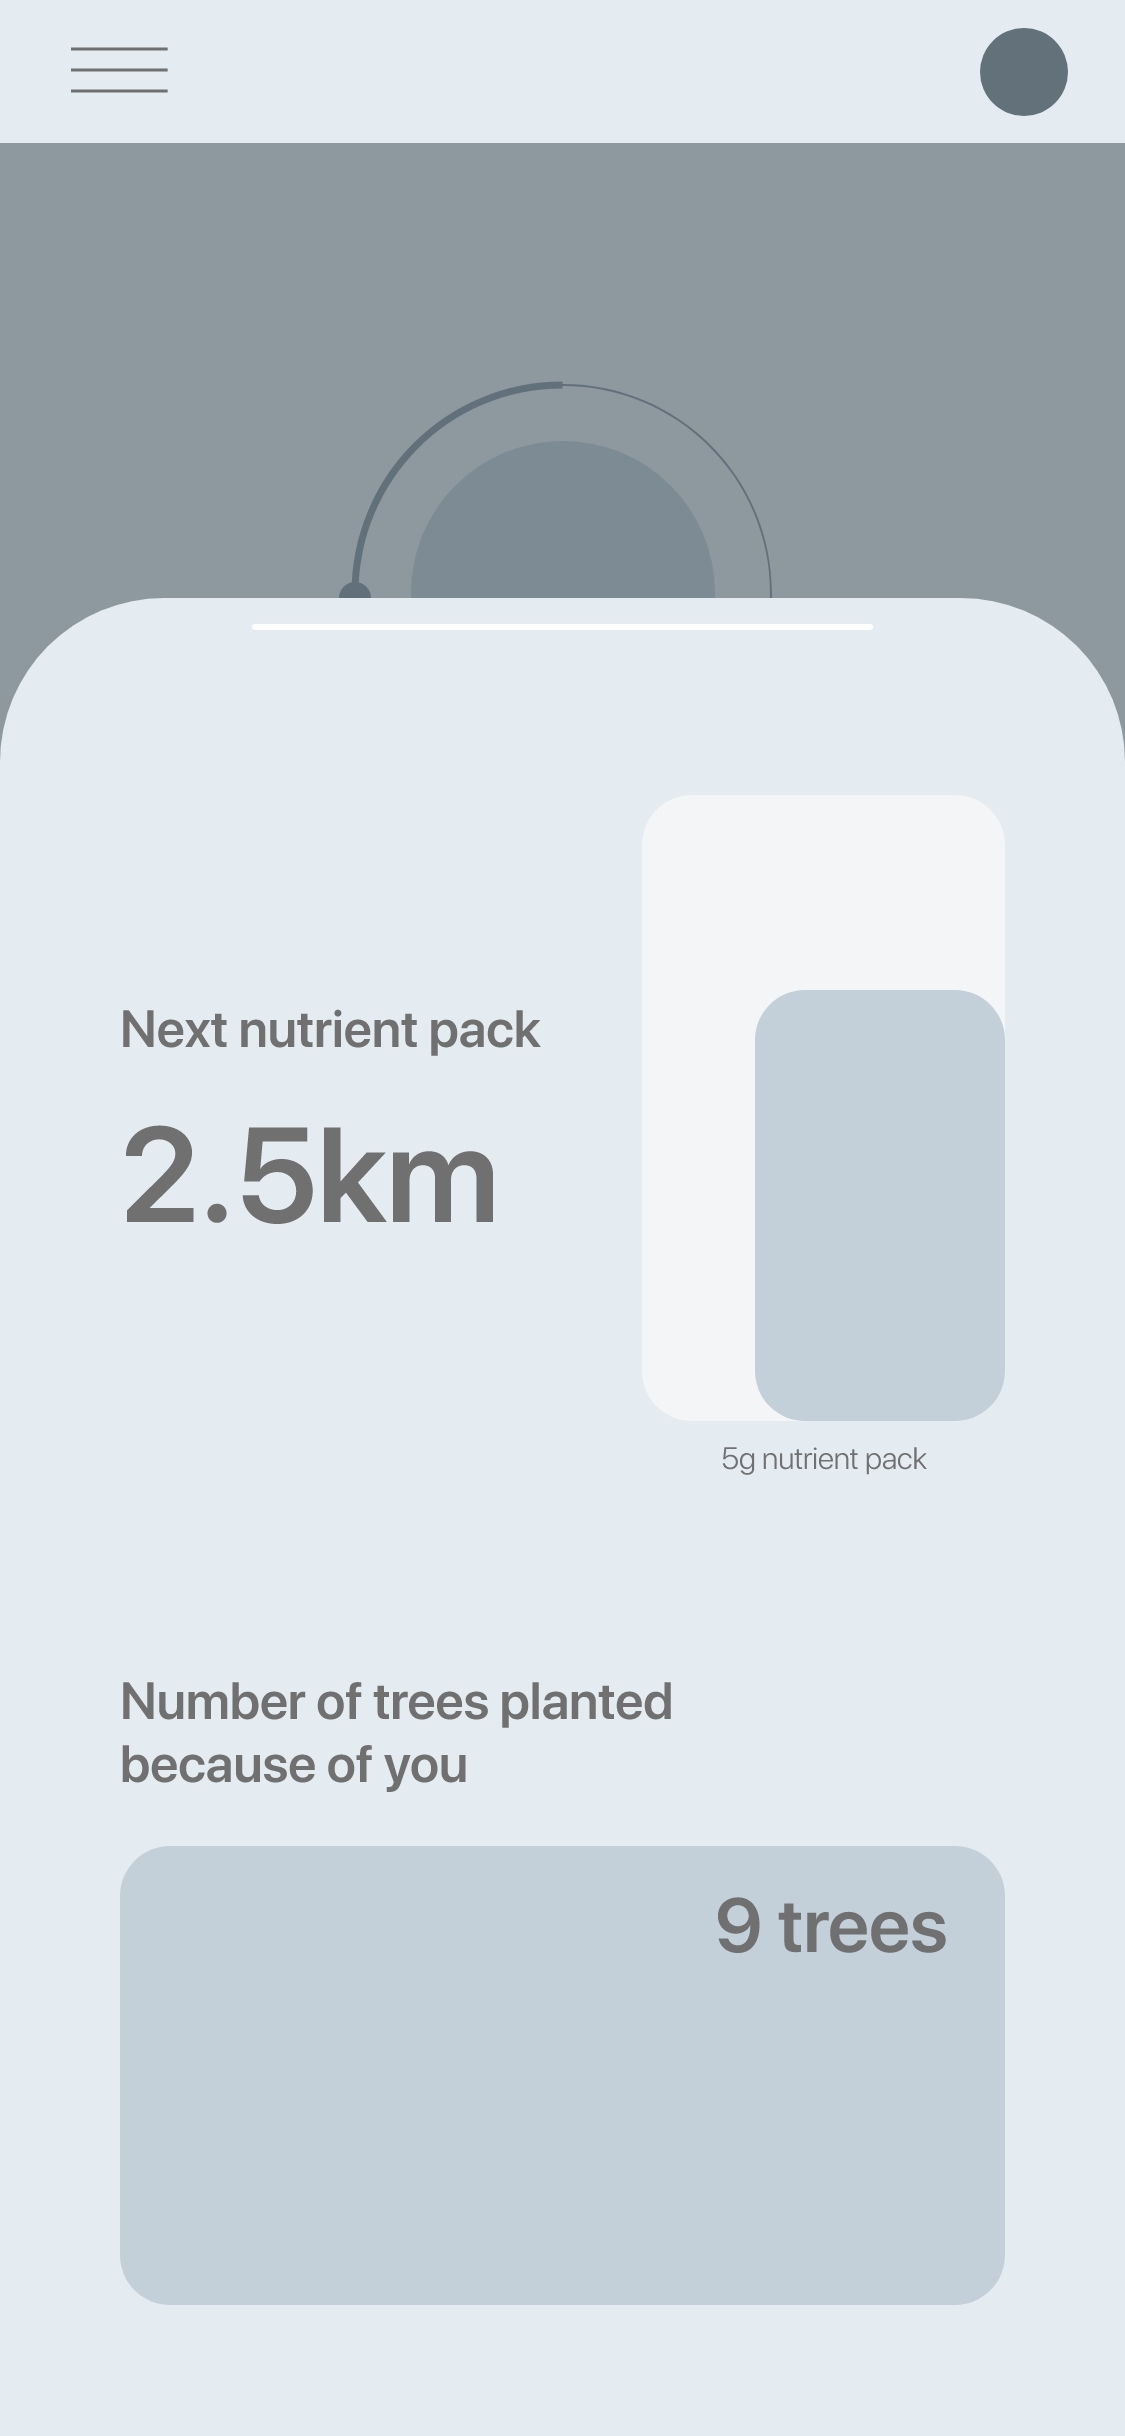 Next nutrient pack
2.5km
5g nutrient pack
Number of trees planted
because of you
9 trees